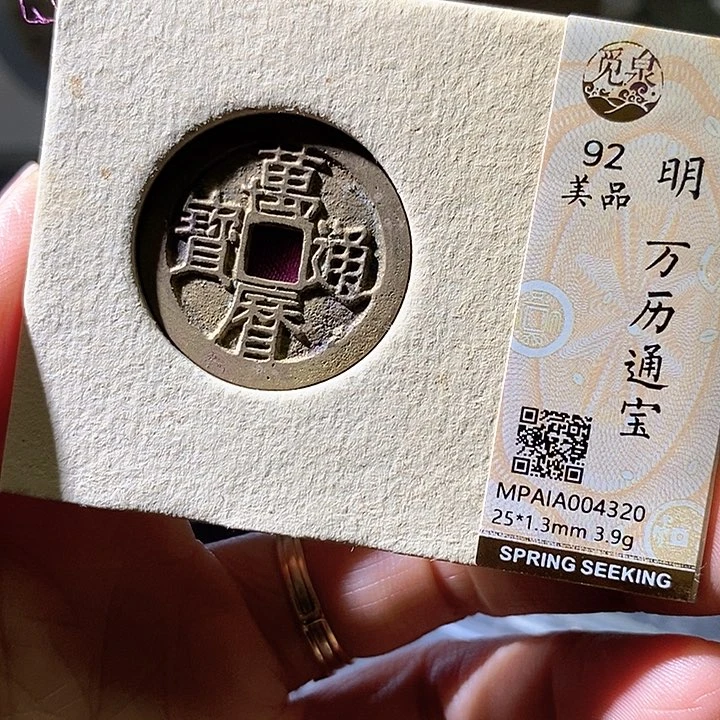 萬曆通寶
觅泉
92
美品
明
万历通宝
MPAIA004320
25*1.3mm 3.9g
SPRING SEEKING